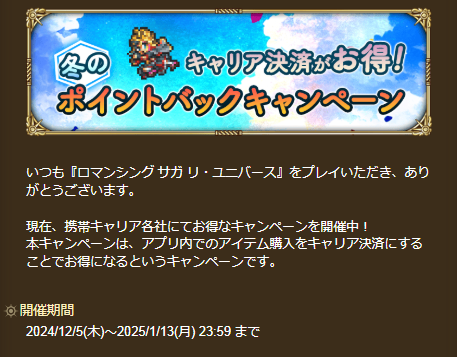 冬の
キャリア決済がお得!
ポイントバックキャンペーン
いつも『ロマンシング サガ リ・ユニバース』をプレイいただき、あり
がとうございます。
現在、携帯キャリア各社にてお得なキャンペーンを開催中！
本キャンペーンは、アプリ内でのアイテム購入をキャリア決済にする
ことでお得になるというキャンペーンです。
開催期間
2024/12/5(木)～2025/1/13(月) 23:59 まで